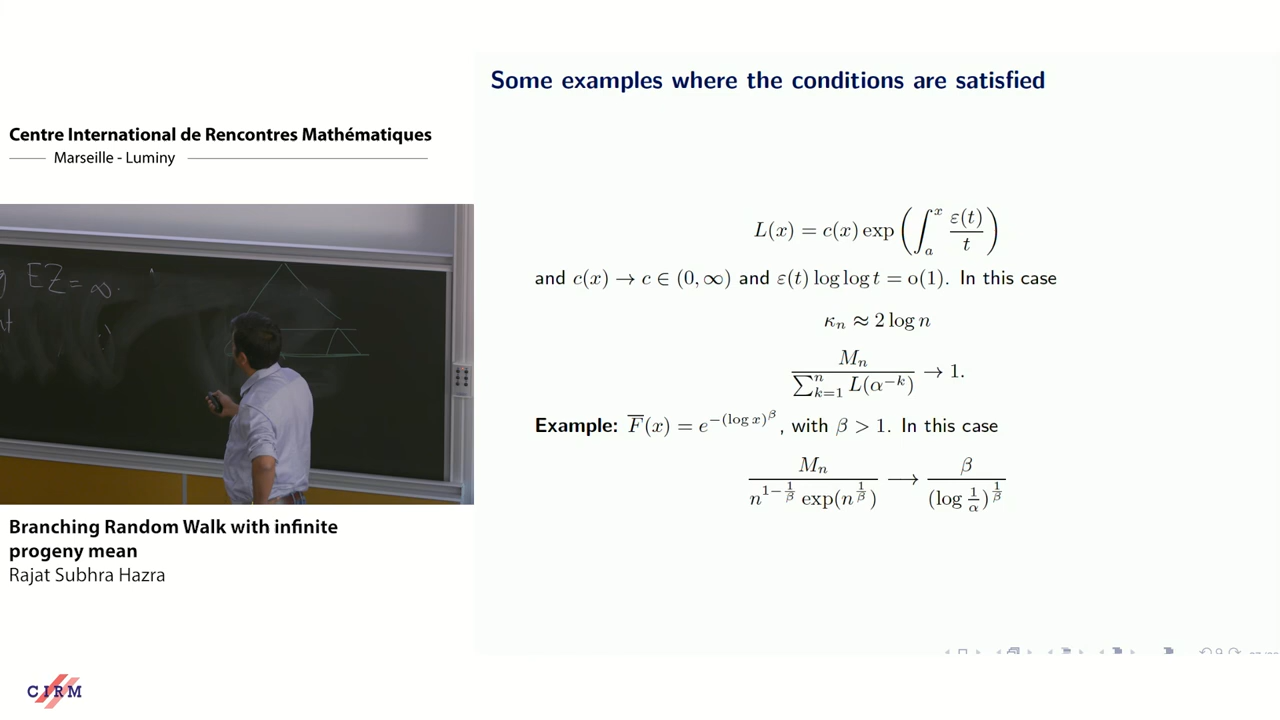 Centre International de Rencontres Mathématiques
Marseille - Luminy
EZ = ∞.
Branching Random Walk with infinite
progeny mean
Rajat Subhra Hazra
CIRM
Some examples where the conditions are satisfied
L(x) = c(x) exp ( ∫_a^x ε(t)/t )
and c(x) → c ∈ (0, ∞) and ε(t) log log t = o(1). In this case
κ_n ≈ 2 log n
M_n / ∑_{k=1}^n L(α^{-k}) → 1.
Example: F̅(x) = e^{-(log x)^β}, with β > 1. In this case
M_n / (n^{1-1/β} exp(n^{1/β})) ⟶ β / (log 1/α)^{1/β}